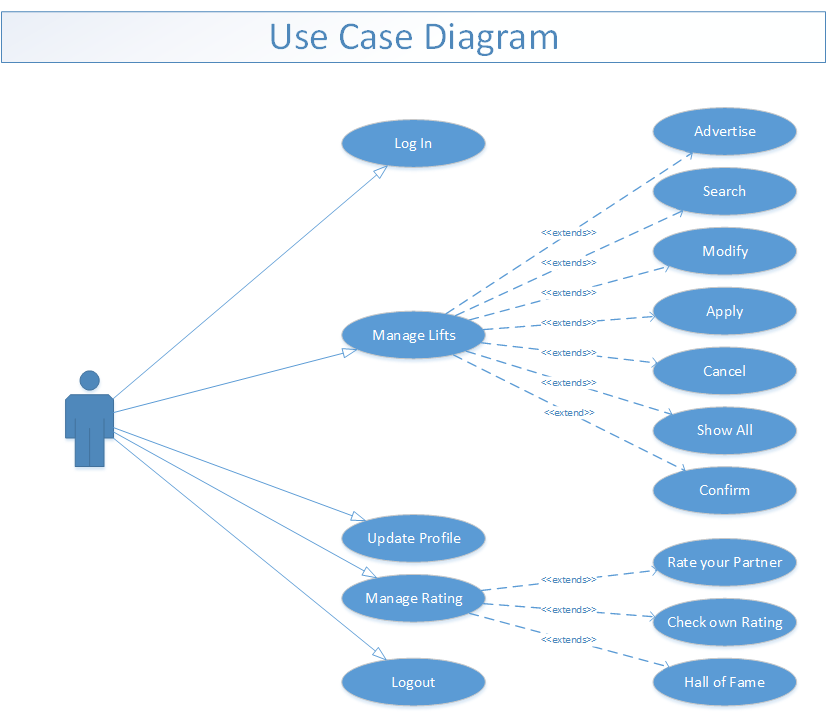 Use Case Diagram
Log In
Manage Lifts
Update Profile
Manage Rating
Logout
Advertise
Search
Modify
Apply
Cancel
Show All
Confirm
Rate your Partner
Check own Rating
Hall of Fame
<<extends>>
<<extends>>
<<extends>>
<<extends>>
<<extends>>
<<extends>>
<<extend>>
<<extends>>
<<extends>>
<<extends>>